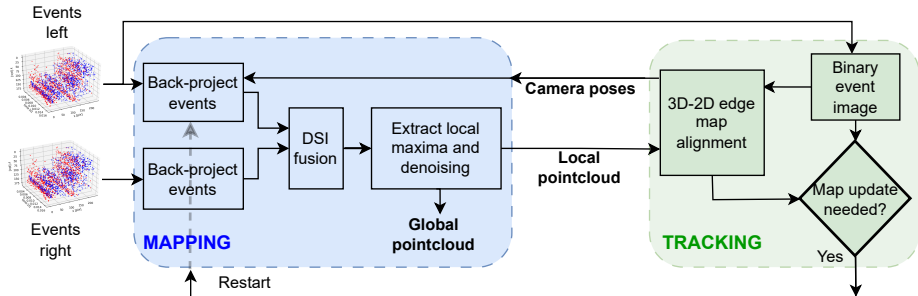 Events
left
Back-project
events
Back-project
events
DSI
fusion
Extract local
maxima and
denoising
Global
pointcloud
MAPPING
Events
right
Restart
Camera poses
Local
pointcloud
3D-2D edge
map
alignment
Binary
event
image
Map update
needed?
TRACKING
Yes